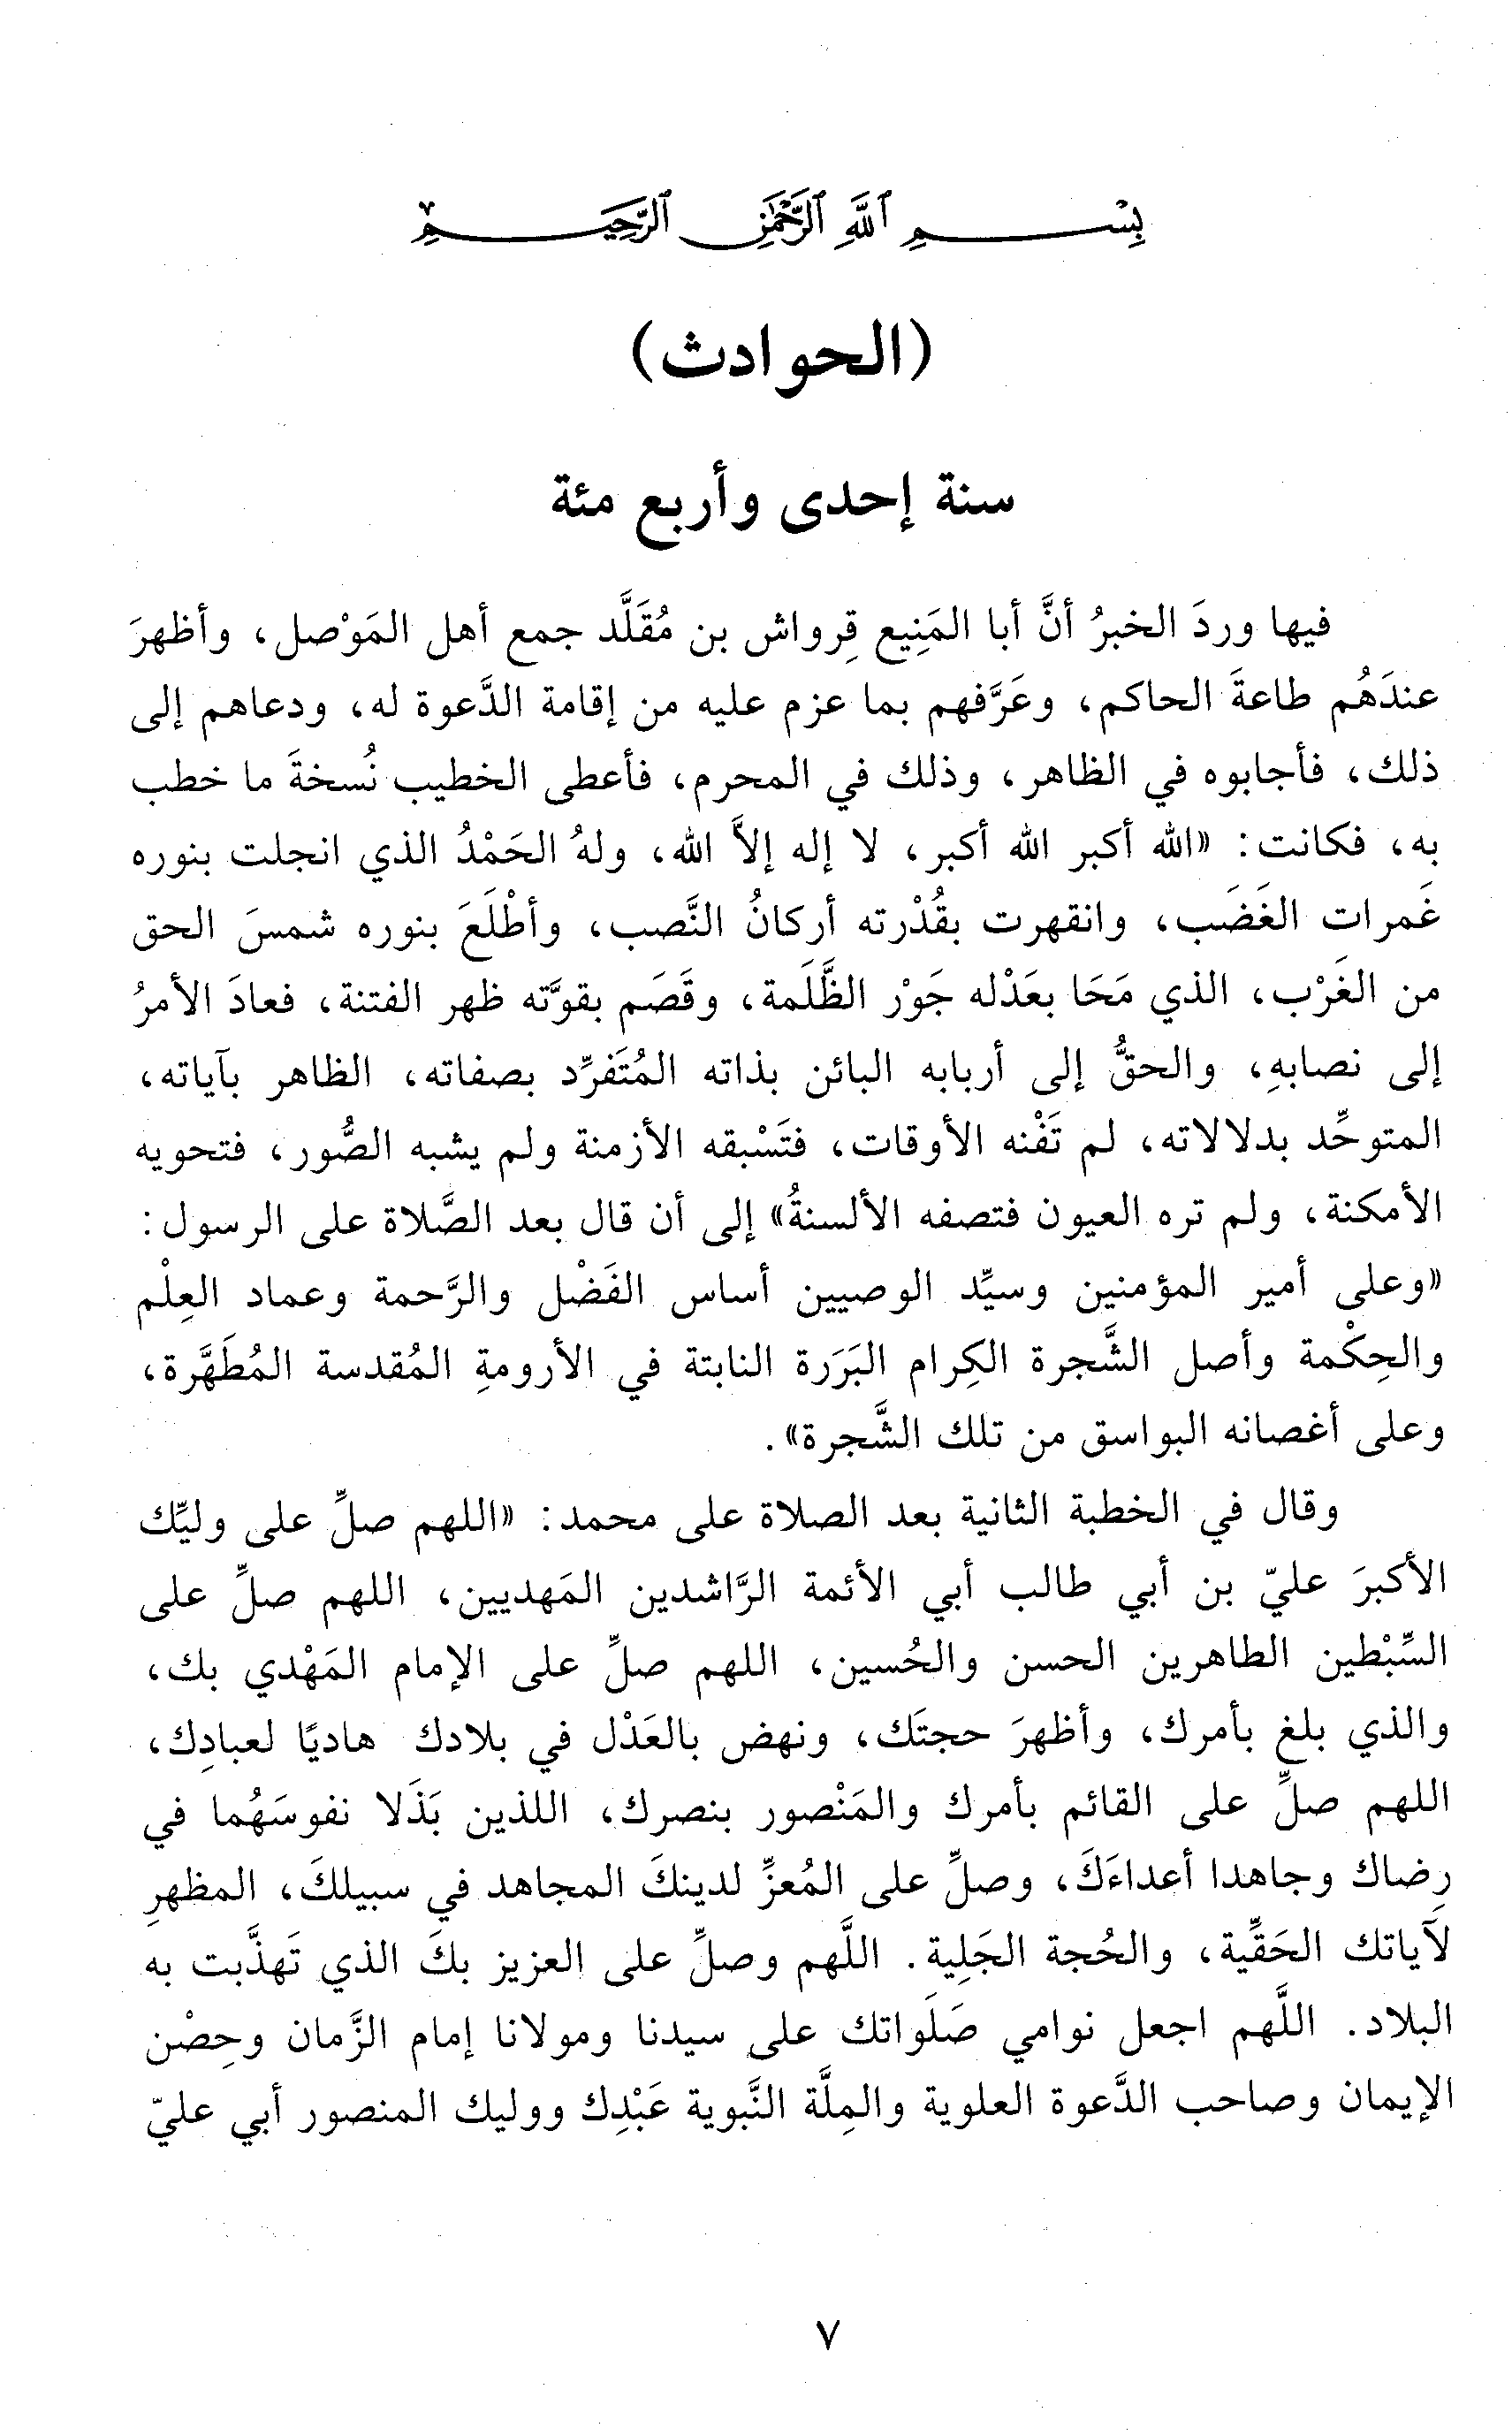 بِسْمِ ٱللَّهِ ٱلرَّحْمَٰنِ ٱلرَّحِيمِ
(الحوادث)
سنة إحدى وأربع مئة
فيها وردَ الخبرُ أنَّ أبا المَنِيع قِرواش بن مُقَلَّد جمع أهل المَوْصل، وأظهرَ
عندَهُم طاعةَ الحاكم، وعَرَّفهم بما عزم عليه من إقامة الدَّعوة له، ودعاهم إلى
ذلك، فأجابوه في الظاهر، وذلك في المحرم، فأعطى الخطيب نُسخةَ ما خطب
به، فكانت: «الله أكبر الله أكبر، لا إله إلاَّ الله، ولهُ الحَمْدُ الذي انجلت بنوره
غَمرات الغَضَب، وانقهرت بقُدْرته أركانُ النَّصب، وأطْلَعَ بنوره شمسَ الحق
من الغَرْب، الذي مَحَا بعَدْله جَوْر الظَّلَمة، وقَصَم بقوَّته ظهر الفتنة، فعادَ الأمرُ
إلى نصابهِ، والحقُّ إلى أربابه البائن بذاته المُتَفرِّد بصفاته، الظاهر بآياته،
المتوحِّد بدلالاته، لم تَفْنه الأوقات، فتَسْبقه الأزمنة ولم يشبه الصُّور، فتحويه
الأمكنة، ولم تره العيون فتصفه الألسنةُ» إلى أن قال بعد الصَّلاة على الرسول:
«وعلى أمير المؤمنين وسيِّد الوصيين أساس الفَضْل والرَّحمة وعماد العِلْم
والحِكْمة وأصل الشَّجرة الكِرام البَرَرة النابتة في الأرومةِ المُقدسة المُطَهَّرة،
وعلى أغصانه البواسق من تلك الشَّجرة».
وقال في الخطبة الثانية بعد الصلاة على محمد: «اللهم صلِّ على وليِّك
الأكبرَ عليّ بن أبي طالب أبي الأئمة الرَّاشدين المَهديين، اللهم صلِّ على
السِّبْطين الطاهرين الحسن والحُسين، اللهم صلِّ على الإمام المَهْدي بك،
والذي بلغ بأمرك، وأظهرَ حجتَك، ونهض بالعَدْل في بلادك هاديًا لعبادِك،
اللهم صلِّ على القائم بأمرك والمَنْصور بنصرك، اللذين بَذَلا نفوسَهُما في
رِضاك وجاهدا أعداءَكَ، وصلِّ على المُعزِّ لدينكَ المجاهد في سبيلكَ، المظهرِ
لآياتك الحَقِّية، والحُجة الجَلِية. اللَّهم وصلِّ على العزيز بكَ الذي تَهذَّبت به
البلاد. اللَّهم اجعل نوامي صَلَواتك على سيدنا ومولانا إمام الزَّمان وحِصْن
الإيمان وصاحب الدَّعوة العلوية والمِلَّة النَّبوية عَبْدِك ووليك المنصور أبي عليّ
٧